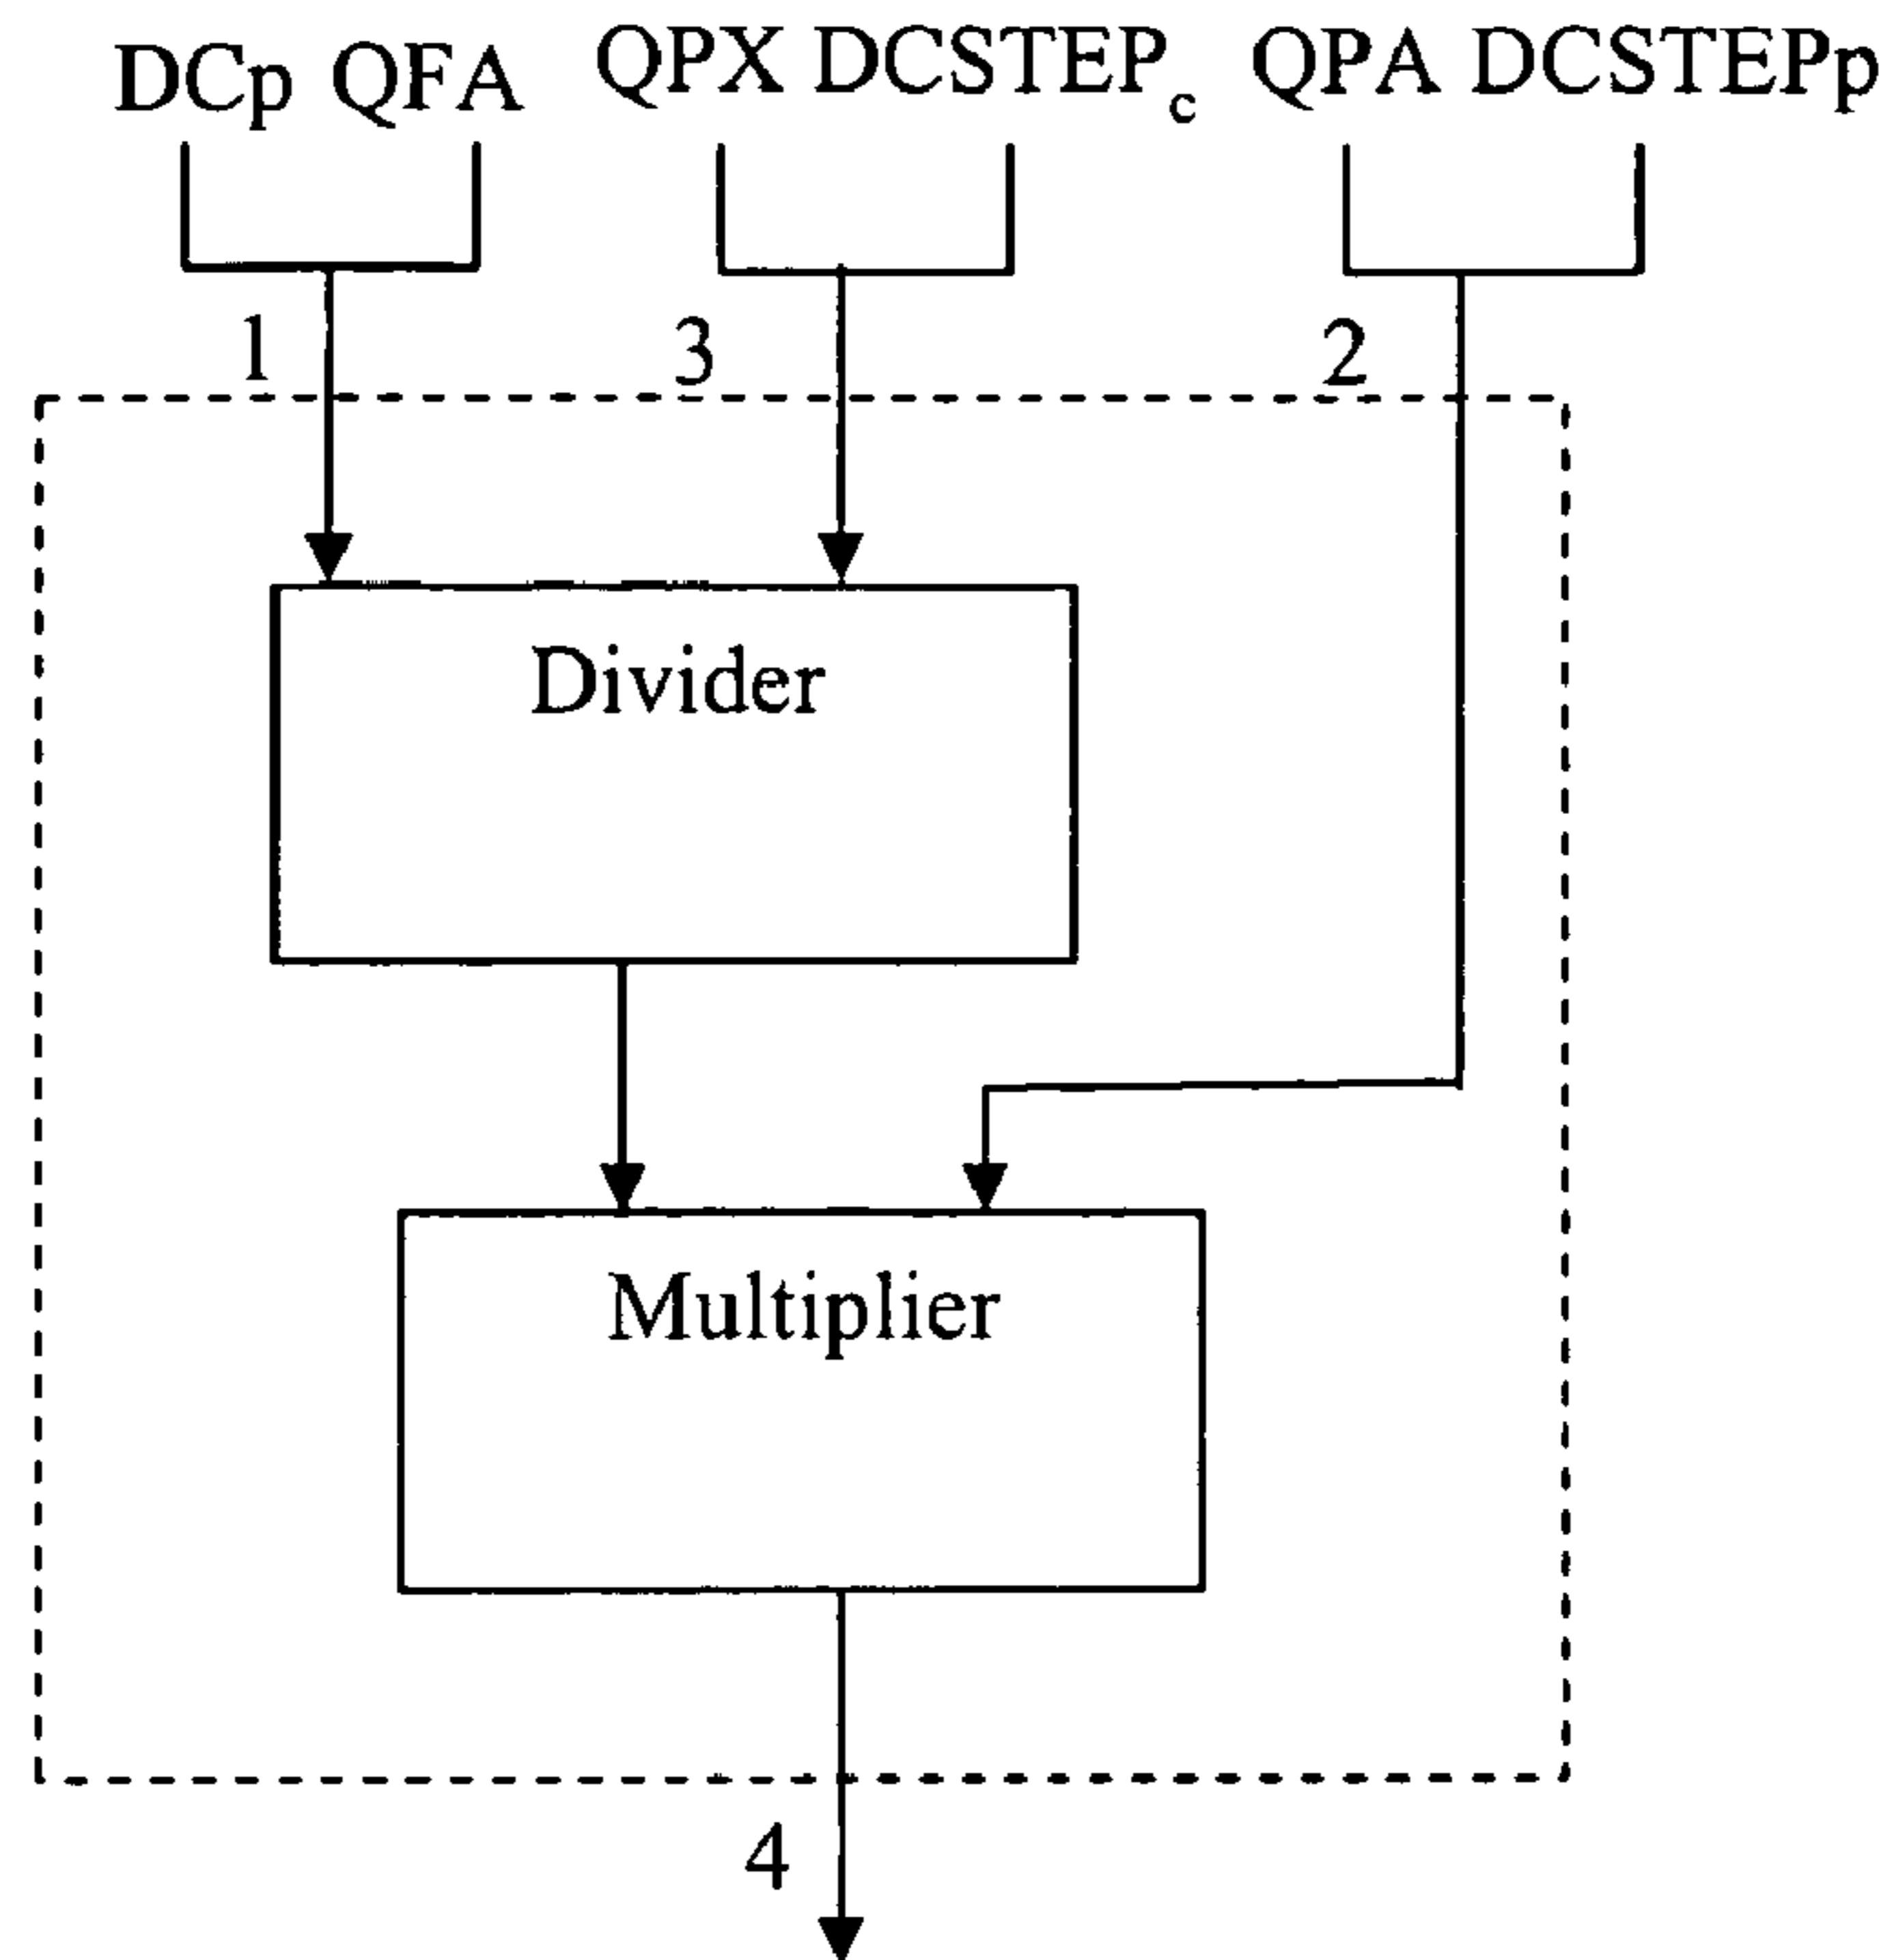 DCp QFA QPX DCSTEPc QPA DCSTEPp
1 3 2
Divider
Multiplier
4